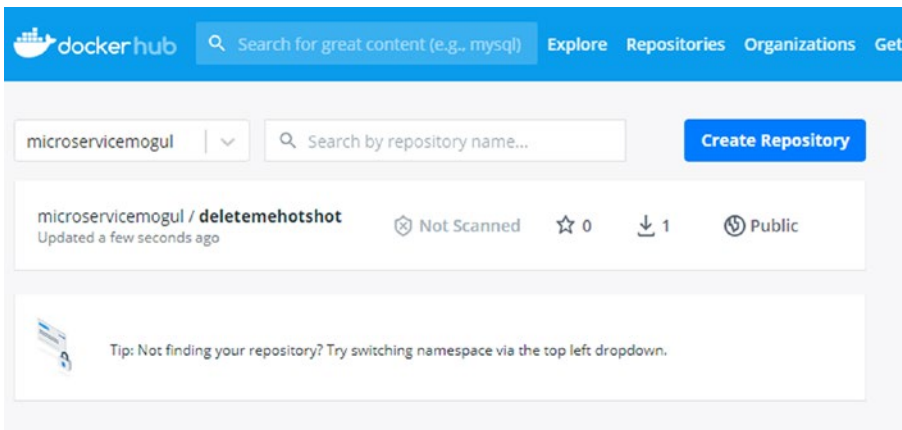 dockerhub Search for great content (e.g., mysql) Explore Repositories Organizations Get
microservicemogul Search by repository name... Create Repository
microservicemogul / deletemehotshot Not Scanned 0 1 Public
Updated a few seconds ago
Tip: Not finding your repository? Try switching namespace via the top left dropdown.